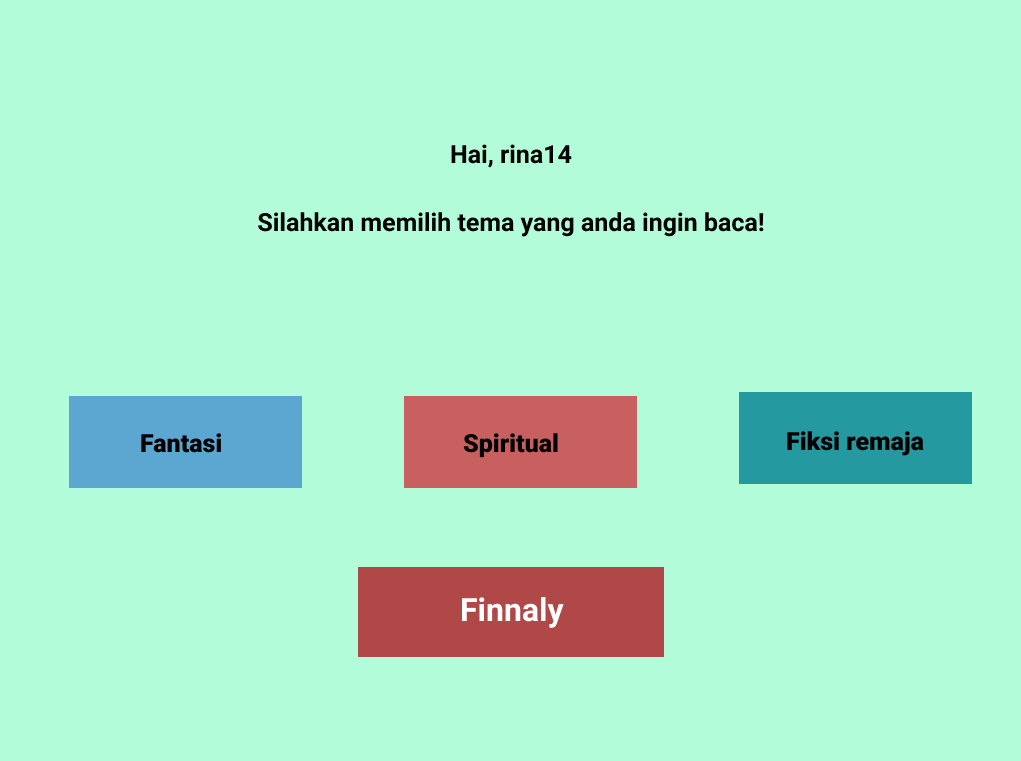 Hai, rina14
Silahkan memilih tema yang anda ingin baca!
Fantasi
Spiritual
Fiksi remaja
Finnaly